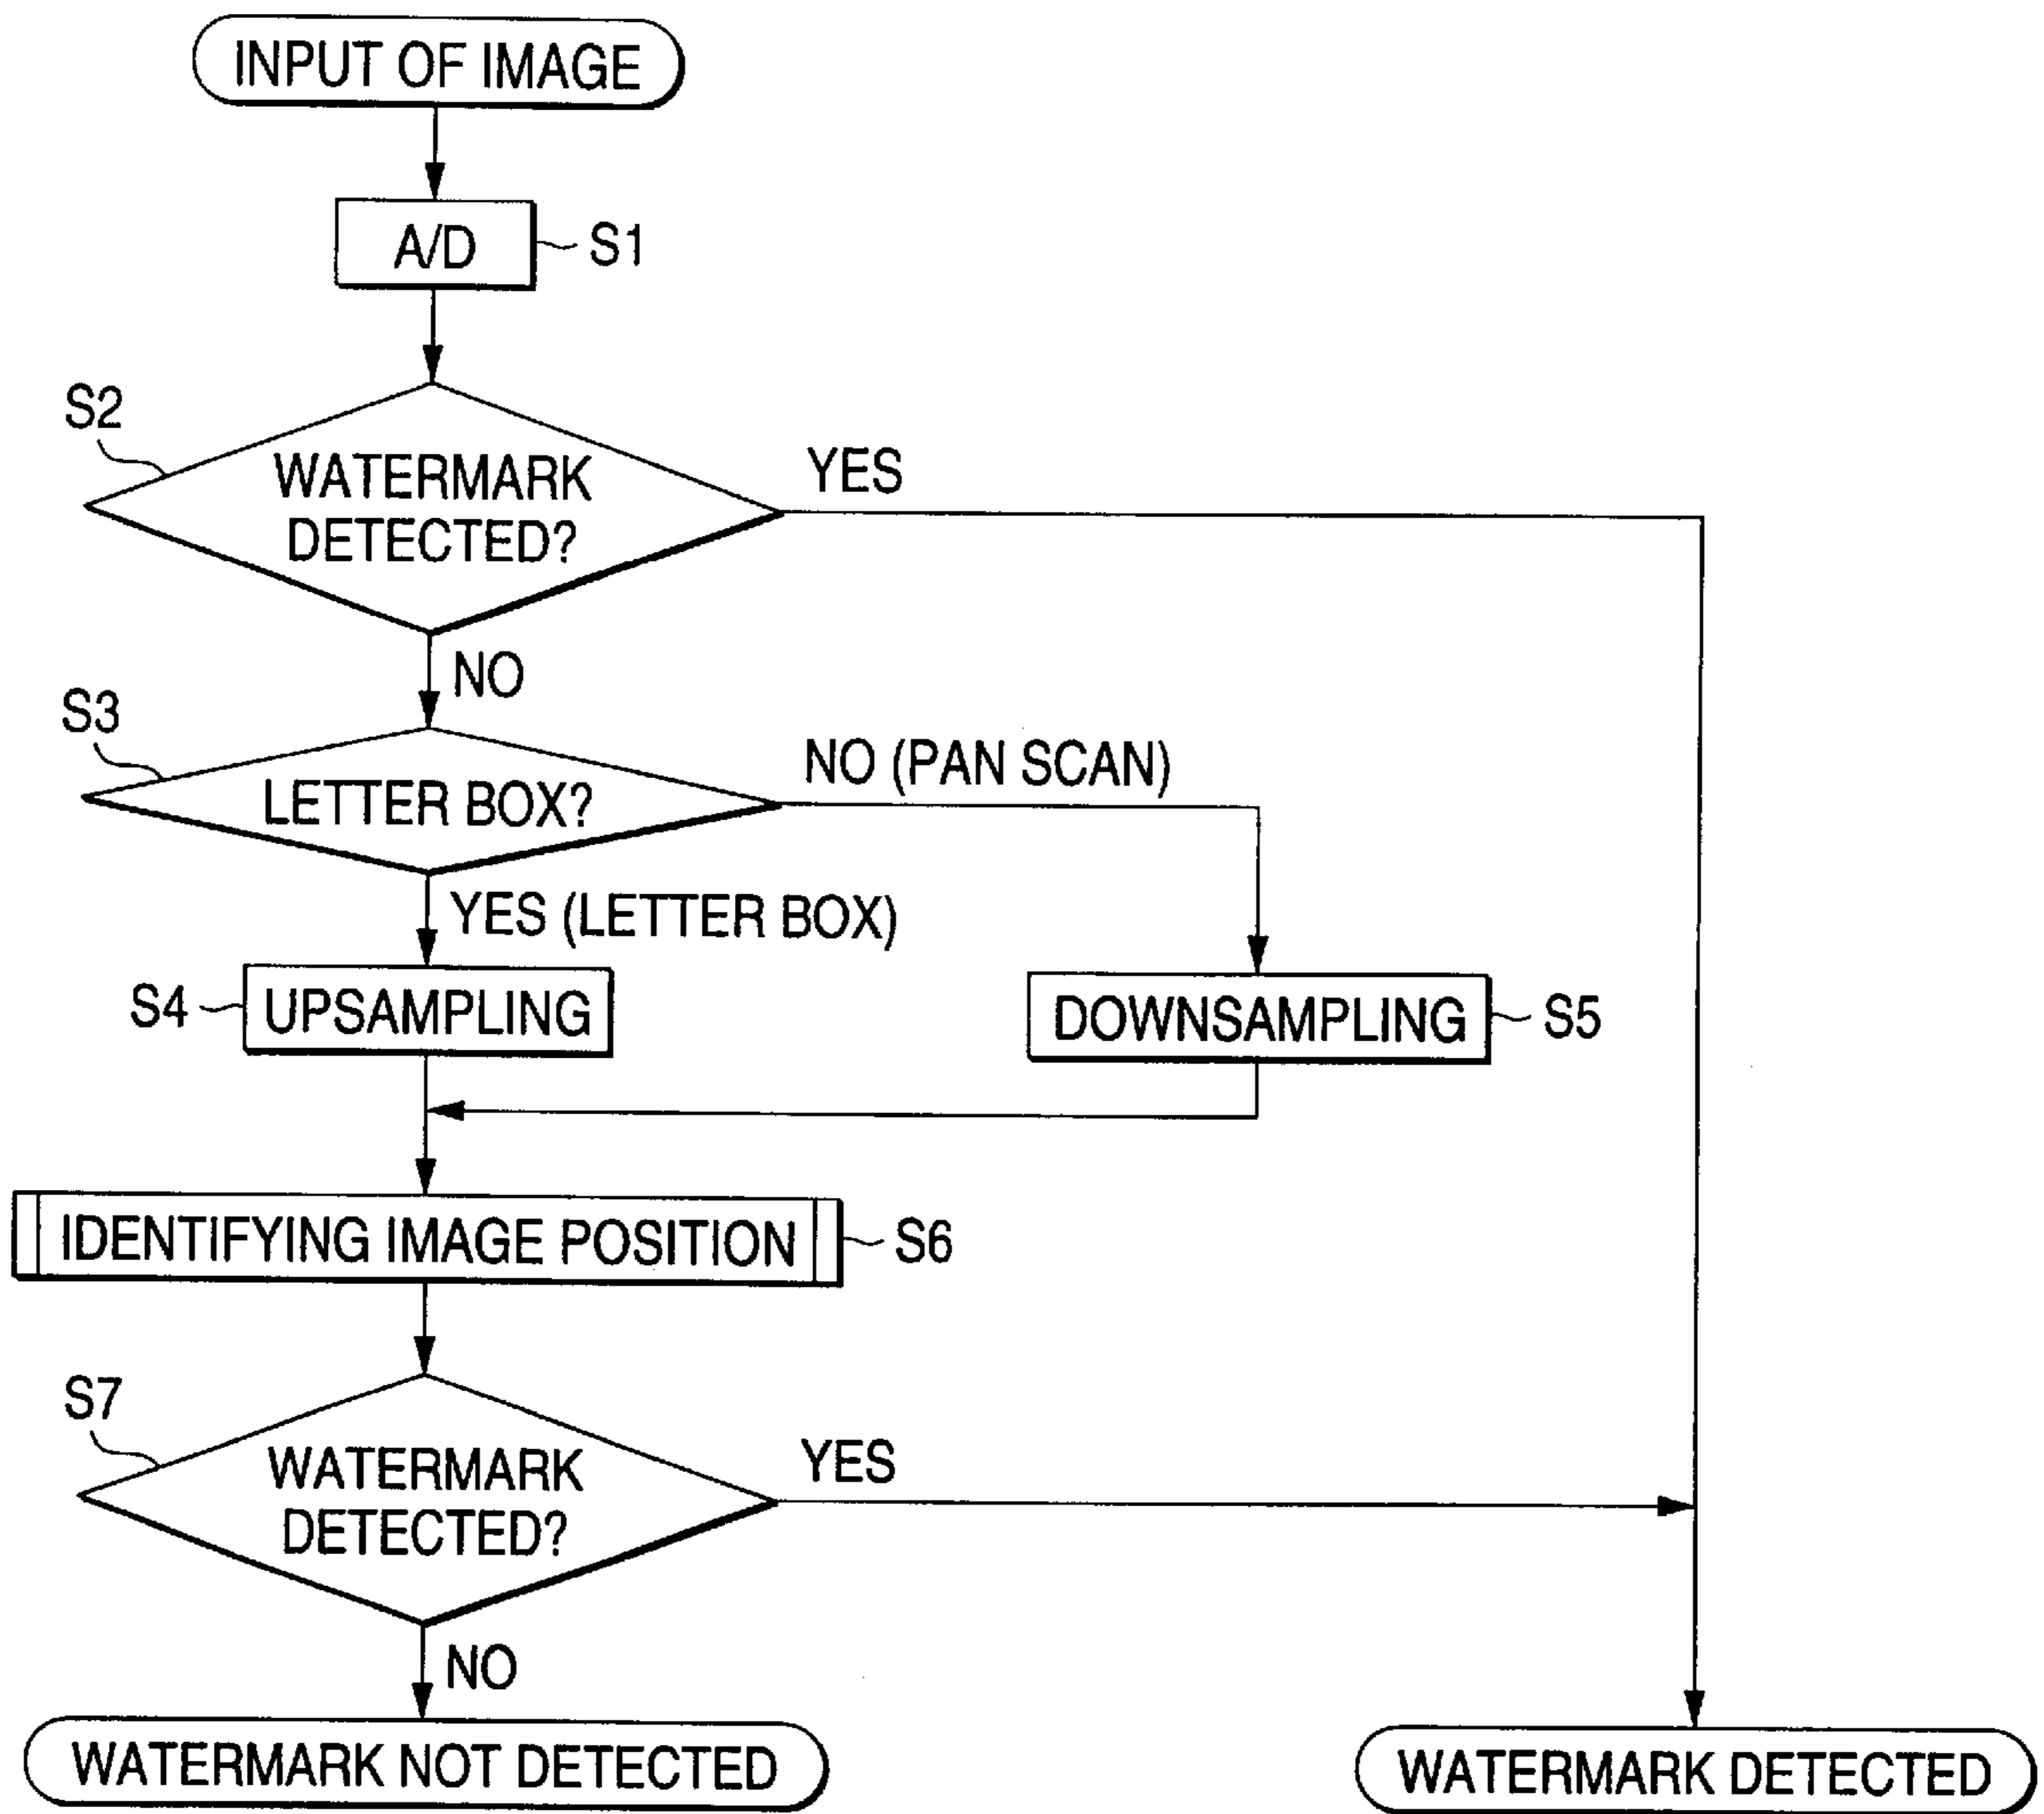 INPUT OF IMAGE
A/D
S1
S2
WATERMARK
DETECTED?
YES
NO
S3
LETTER BOX?
NO (PAN SCAN)
YES (LETTER BOX)
S4
UPSAMPLING
DOWNSAMPLING
S5
IDENTIFYING IMAGE POSITION
S6
S7
WATERMARK
DETECTED?
YES
NO
WATERMARK NOT DETECTED
WATERMARK DETECTED